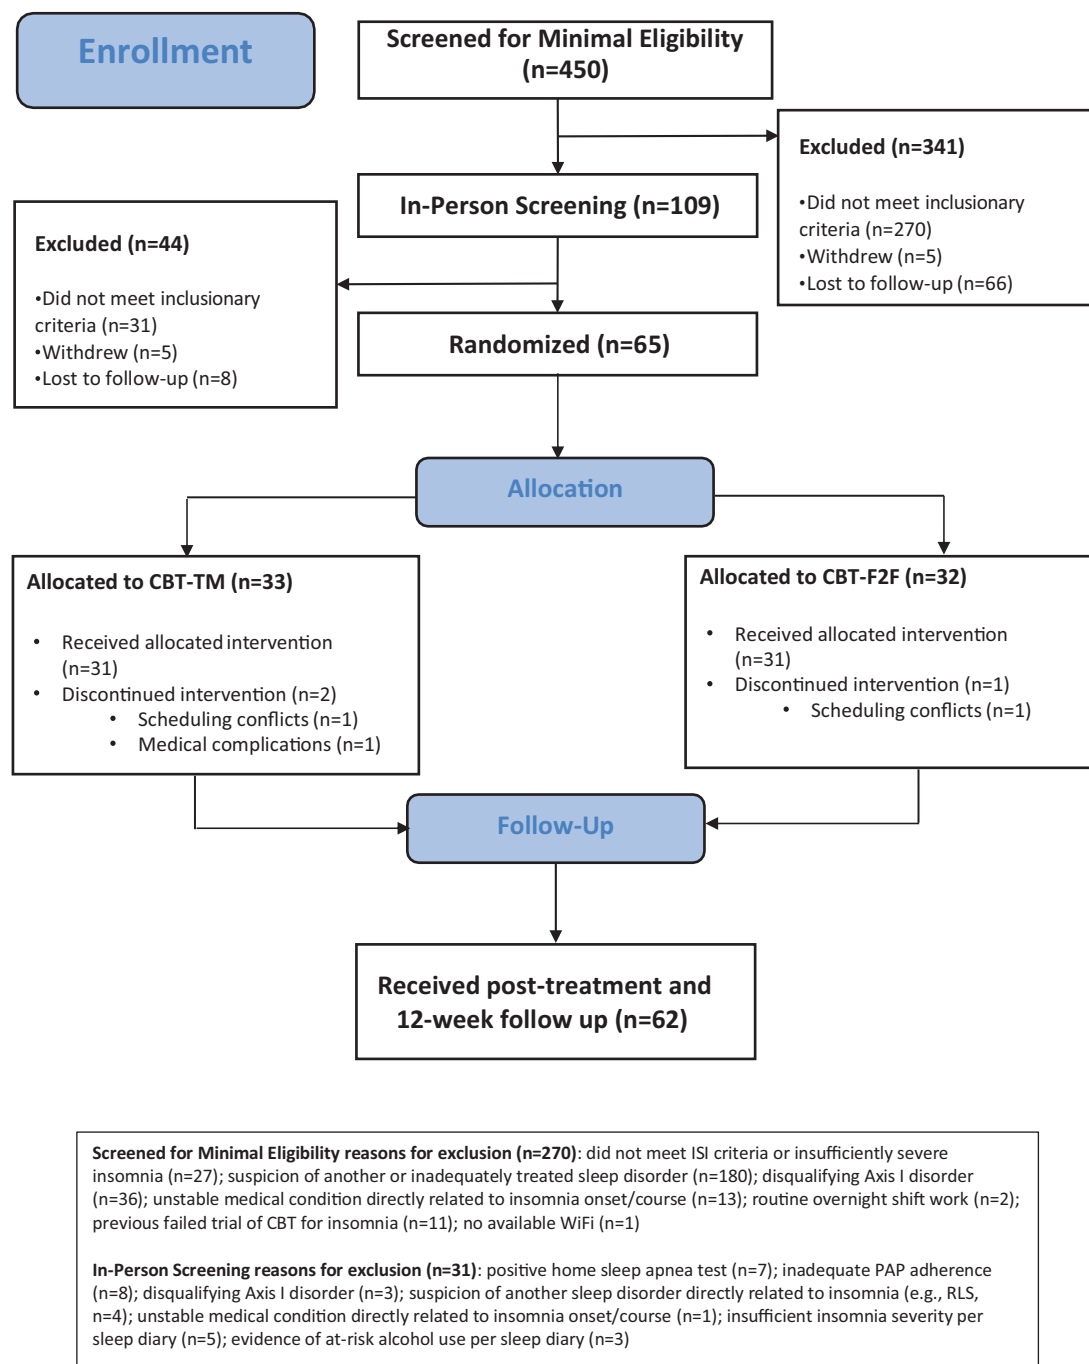 Enrollment
Screened for Minimal Eligibility
(n=450)
Excluded (n=341)
•Did not meet inclusionary
criteria (n=270)
•Withdrew (n=5)
•Lost to follow-up (n=66)
In-Person Screening (n=109)
Excluded (n=44)
•Did not meet inclusionary
criteria (n=31)
•Withdrew (n=5)
•Lost to follow-up (n=8)
Randomized (n=65)
Allocation
Allocated to CBT-TM (n=33)
• Received allocated intervention
(n=31)
• Discontinued intervention (n=2)
• Scheduling conflicts (n=1)
• Medical complications (n=1)
Allocated to CBT-F2F (n=32)
• Received allocated intervention
(n=31)
• Discontinued intervention (n=1)
• Scheduling conflicts (n=1)
Follow-Up
Received post-treatment and
12-week follow up (n=62)
Screened for Minimal Eligibility reasons for exclusion (n=270): did not meet ISI criteria or insufficiently severe
insomnia (n=27); suspicion of another or inadequately treated sleep disorder (n=180); disqualifying Axis I disorder
(n=36); unstable medical condition directly related to insomnia onset/course (n=13); routine overnight shift work (n=2);
previous failed trial of CBT for insomnia (n=11); no available WiFi (n=1)
In-Person Screening reasons for exclusion (n=31): positive home sleep apnea test (n=7); inadequate PAP adherence
(n=8); disqualifying Axis I disorder (n=3); suspicion of another sleep disorder directly related to insomnia (e.g., RLS,
n=4); unstable medical condition directly related to insomnia onset/course (n=1); insufficient insomnia severity per
sleep diary (n=5); evidence of at-risk alcohol use per sleep diary (n=3)